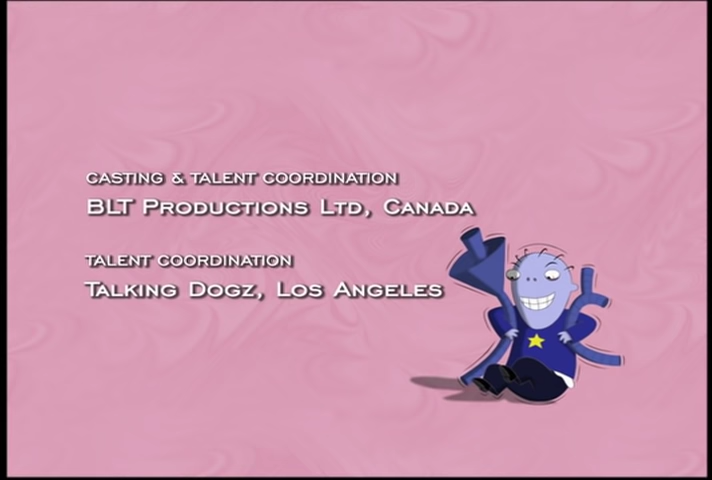 CASTING & TALENT COORDINATION
BLT PRODUCTIONS LTD, CANADA
TALENT COORDINATION
TALKING DOGZ, LOS ANGELES